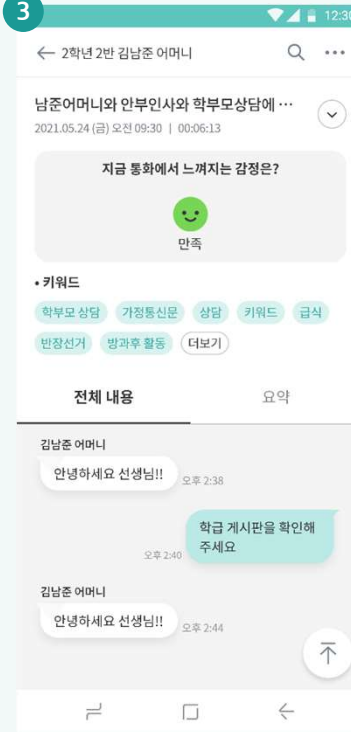 3
12:30
2학년 2반 김남준 어머니
남준어머니와 안부인사와 학부모상담에 ···
2021.05.24 (금) 오전 09:30 | 00:06:13
지금 통화에서 느껴지는 감정은?
만족
• 키워드
학부모 상담 가정통신문 상담 키워드 급식
반장선거 방과후 활동 더보기
전체 내용 요약
김남준 어머니
안녕하세요 선생님!! 오후 2:38
학급 게시판을 확인해
주세요
오후 2:40
김남준 어머니
안녕하세요 선생님!! 오후 2:44